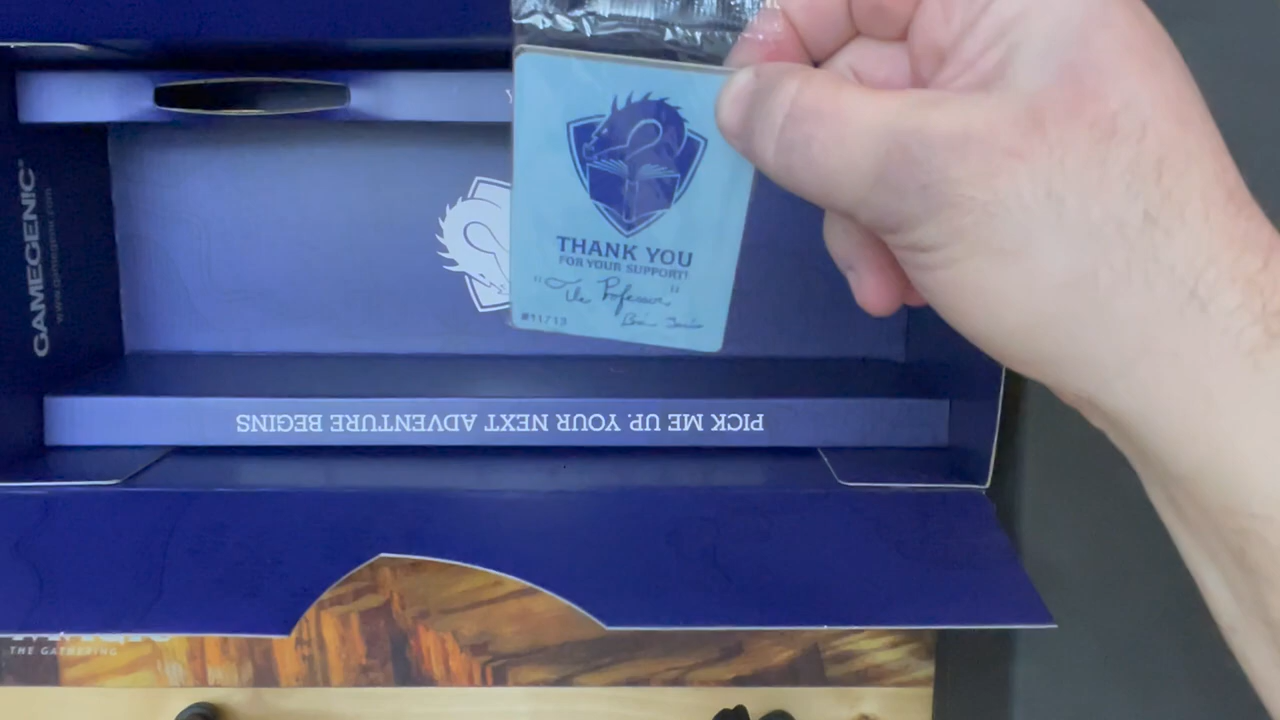 GAMEGENIC
THANK YOU
FOR YOUR SUPPORT!
"The Professor"
#11713
PICK ME UP. YOUR NEXT ADVENTURE BEGINS
THE GATHERING